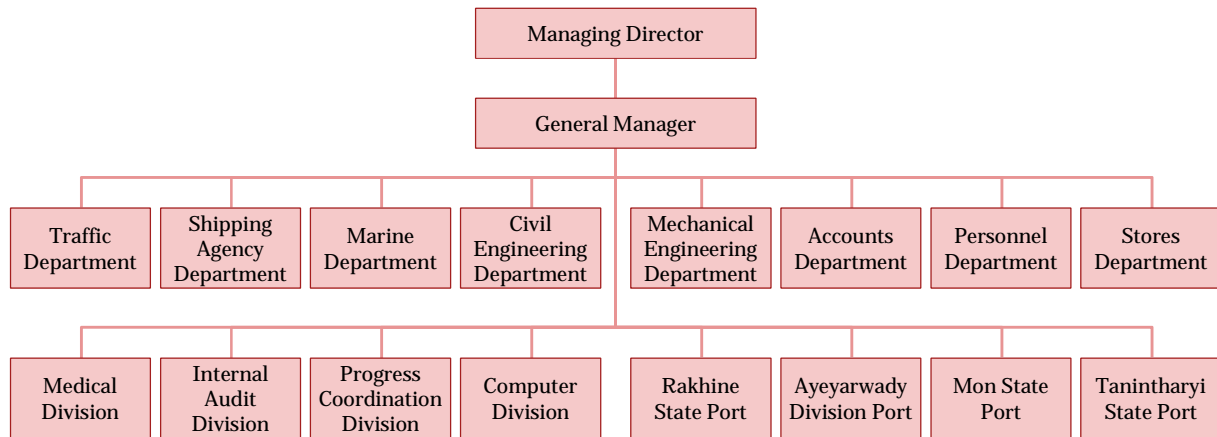 Managing Director
General Manager
Traffic
Department
Shipping
Agency
Department
Marine
Department
Civil
Engineering
Department
Mechanical
Engineering
Department
Accounts
Department
Personnel
Department
Stores
Department
Medical
Division
Internal
Audit
Division
Progress
Coordination
Division
Computer
Division
Rakhine
State Port
Ayeyarwady
Division Port
Mon State
Port
Tanintharyi
State Port